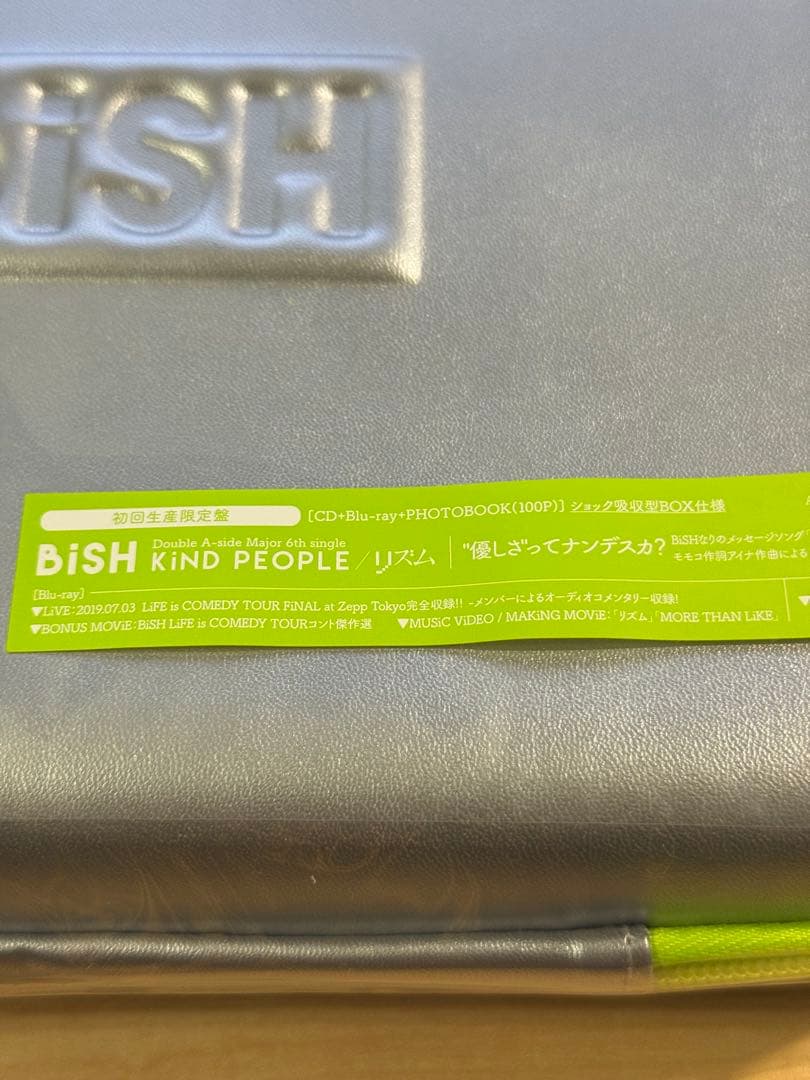 BiSH
初回生産限定盤 [CD+Blu-ray+PHOTOBOOK(100P)] ショック吸収型BOX仕様
BiSH Double A-side Major 6th single
KiND PEOPLE / リズム
"優しさ"ってナンデスカ?
BiSHなりのメッセージソング
モモコ作詞アイナ作曲による
[Blu-ray]
▼LiVE:2019.07.03 LiFE is COMEDY TOUR FiNAL at Zepp Tokyo完全収録!! -メンバーによるオーディオコメンタリー収録!
▼BONUS MOViE:BiSH LiFE is COMEDY TOURコント傑作選 ▼MUSiC ViDEO / MAKiNG MOViE:「リズム」「MORE THAN LiKE」